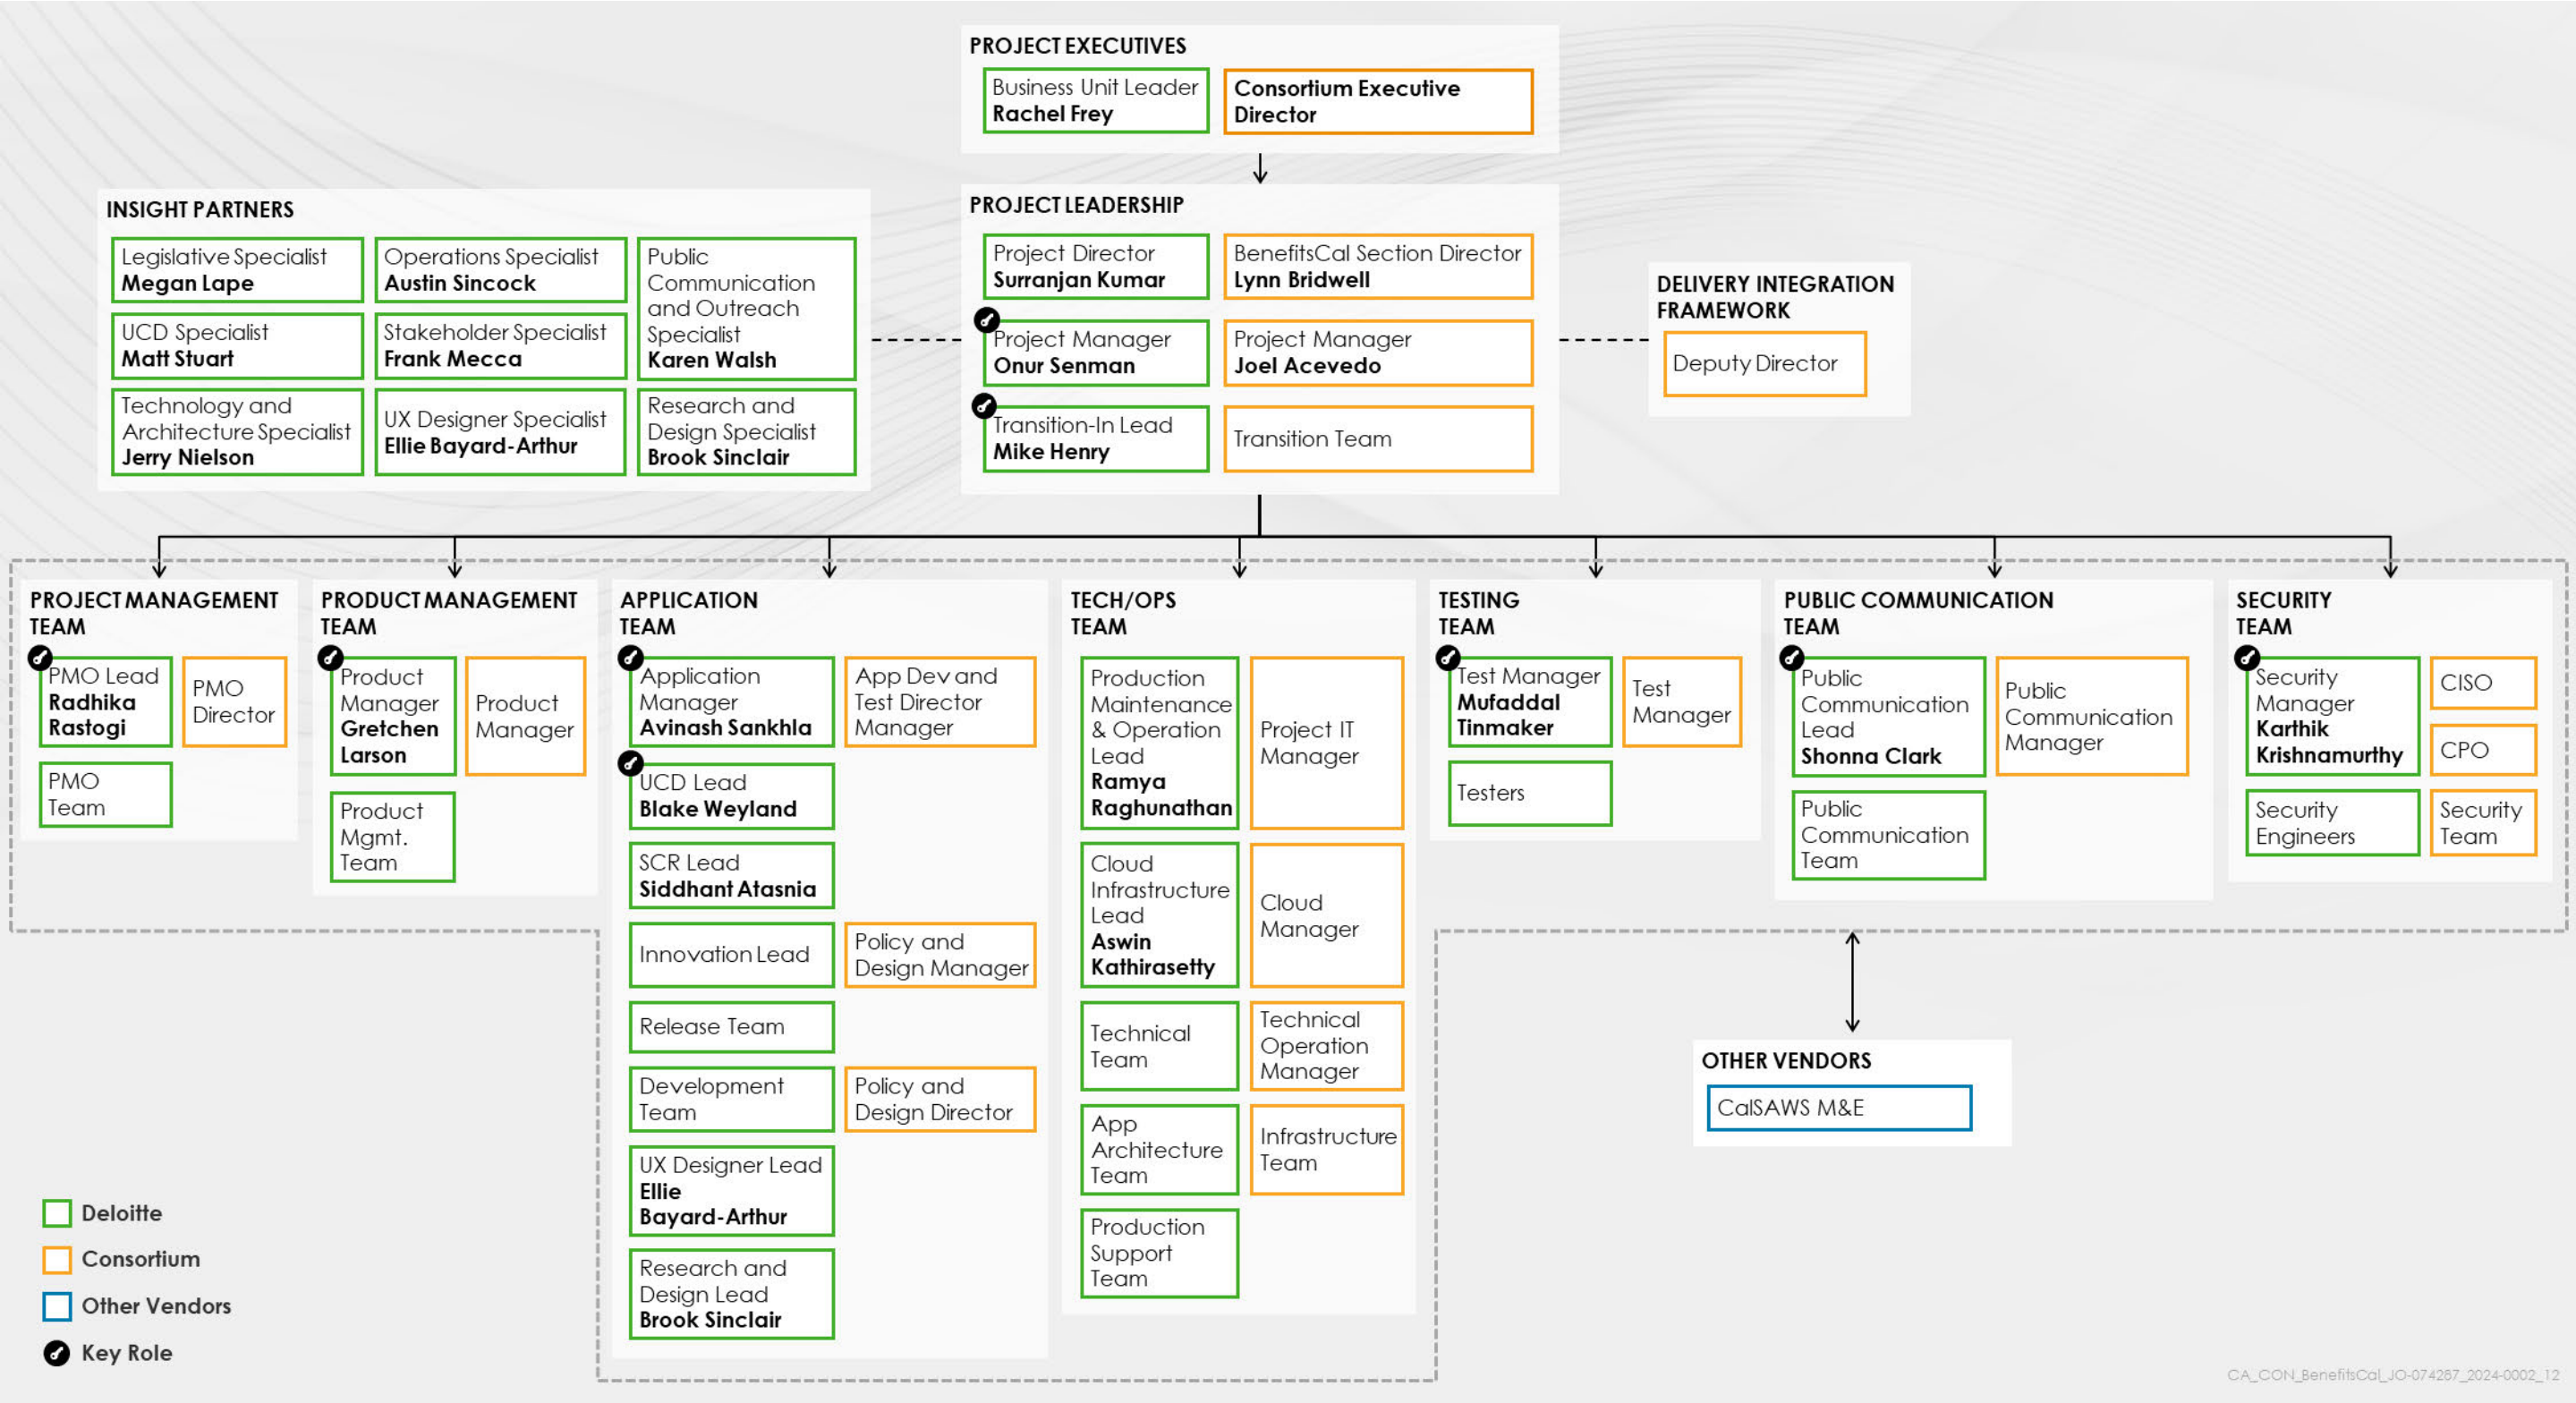 PROJECT EXECUTIVES
Business Unit Leader
Rachel Frey
Consortium Executive
Director
INSIGHT PARTNERS
Legislative Specialist
Megan Lape
Operations Specialist
Austin Sincock
Public
Communication
and Outreach
Specialist
Karen Walsh
UCD Specialist
Matt Stuart
Stakeholder Specialist
Frank Mecca
Technology and
Architecture Specialist
Jerry Nielson
UX Designer Specialist
Ellie Bayard-Arthur
Research and
Design Specialist
Brook Sinclair
PROJECT LEADERSHIP
Project Director
Surranjan Kumar
BenefitsCal Section Director
Lynn Bridwell
Project Manager
Onur Senman
Project Manager
Joel Acevedo
Transition-In Lead
Mike Henry
Transition Team
DELIVERY INTEGRATION
FRAMEWORK
Deputy Director
PROJECT MANAGEMENT
TEAM
PMO Lead
Radhika
Rastogi
PMO
Director
PMO
Team
PRODUCT MANAGEMENT
TEAM
Product
Manager
Gretchen
Larson
Product
Manager
Product
Mgmt.
Team
APPLICATION
TEAM
Application
Manager
Avinash Sankhla
App Dev and
Test Director
Manager
UCD Lead
Blake Weyland
SCR Lead
Siddhant Atasnia
Innovation Lead
Policy and
Design Manager
Release Team
Development
Team
Policy and
Design Director
UX Designer Lead
Ellie
Bayard-Arthur
Research and
Design Lead
Brook Sinclair
TECH/OPS
TEAM
Production
Maintenance
& Operation
Lead
Ramya
Raghunathan
Project IT
Manager
Cloud
Infrastructure
Lead
Aswin
Kathirasetty
Cloud
Manager
Technical
Team
Technical
Operation
Manager
App
Architecture
Team
Infrastructure
Team
Production
Support
Team
TESTING
TEAM
Test Manager
Mufaddal
Tinmaker
Test
Manager
Testers
PUBLIC COMMUNICATION
TEAM
Public
Communication
Lead
Shonna Clark
Public
Communication
Manager
Public
Communication
Team
SECURITY
TEAM
Security
Manager
Karthik
Krishnamurthy
CISO
CPO
Security
Engineers
Security
Team
OTHER VENDORS
CalSAWS M&E
Deloitte
Consortium
Other Vendors
Key Role
CA_CON_BenefitsCal_JO-074287_2024-0002_12